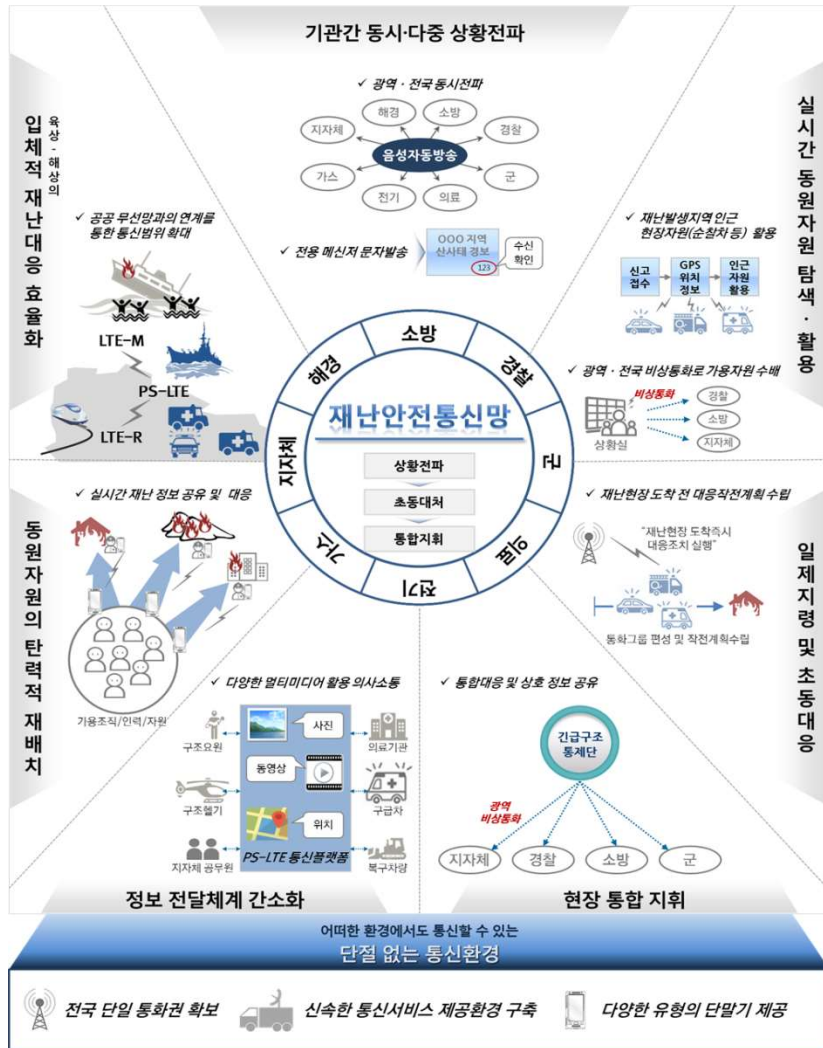 기관간 동시·다중 상황전파
✓ 광역·전국 동시전파
해경
소방
지자체
경찰
음성자동방송
가스
군
전기
의료
✓ 전용 메신저 문자발송
OOO 지역
산사태 경보
123
수신
확인
육상·해상의
입체적 재난대응 효율화
✓ 공공 무선망과의 연계를
통한 통신범위 확대
LTE-M
PS-LTE
LTE-R
실시간 동원자원 탐색·활용
✓ 재난발생지역 인근
현장자원(순찰차 등) 활용
신고
접수
GPS
위치
정보
인근
자원
활용
✓ 광역·전국 비상통화로 가용자원 수배
비상통화
상황실
경찰
소방
지자체
소방
경찰
군
의료
전기
가스
지자체
해경
재난안전통신망
상황전파
초동대처
통합지휘
동원자원의 탄력적 재배치
✓ 실시간 재난 정보 공유 및 대응
가용조직/인력/자원
일제지령 및 초동대응
✓ 재난현장 도착 전 대응작전계획 수립
"재난현장 도착즉시
대응조치 실행"
통화그룹 편성 및 작전계획수립
✓ 다양한 멀티미디어 활용 의사소통
사진
구조요원
의료기관
동영상
구조헬기
구급차
위치
지자체 공무원
PS-LTE 통신플랫폼
복구차량
정보 전달체계 간소화
✓ 통합대응 및 상호 정보 공유
긴급구조
통제단
광역
비상통화
지자체
경찰
소방
군
현장 통합 지휘
어떠한 환경에서도 통신할 수 있는
단절 없는 통신환경
전국 단일 통화권 확보
신속한 통신서비스 제공환경 구축
다양한 유형의 단말기 제공